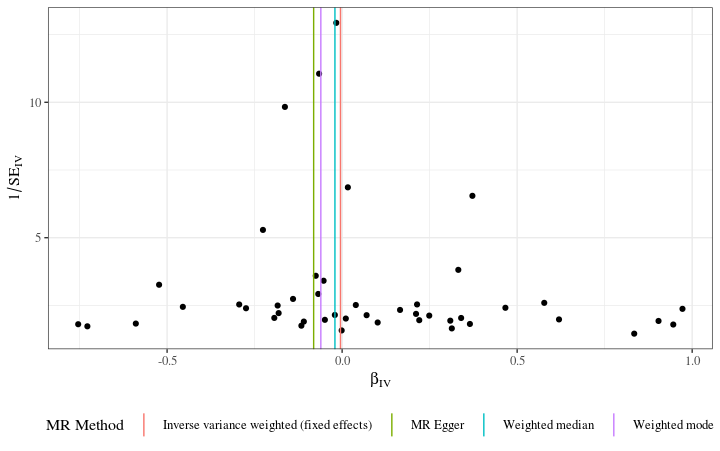 10
5
1/SE_IV
-0.5 0.0 0.5 1.0
β_IV
MR Method Inverse variance weighted (fixed effects) MR Egger Weighted median Weighted mode